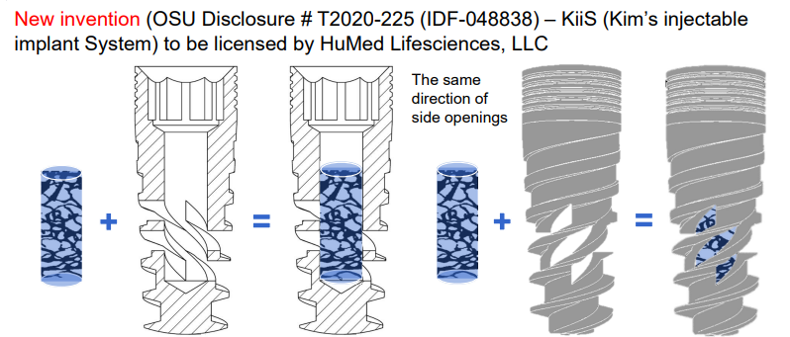 New invention (OSU Disclosure # T2020-225 (IDF-048838) – KiiS (Kim’s injectable
implant System) to be licensed by HuMed Lifesciences, LLC
The same
direction of
side openings
+
=
+
=